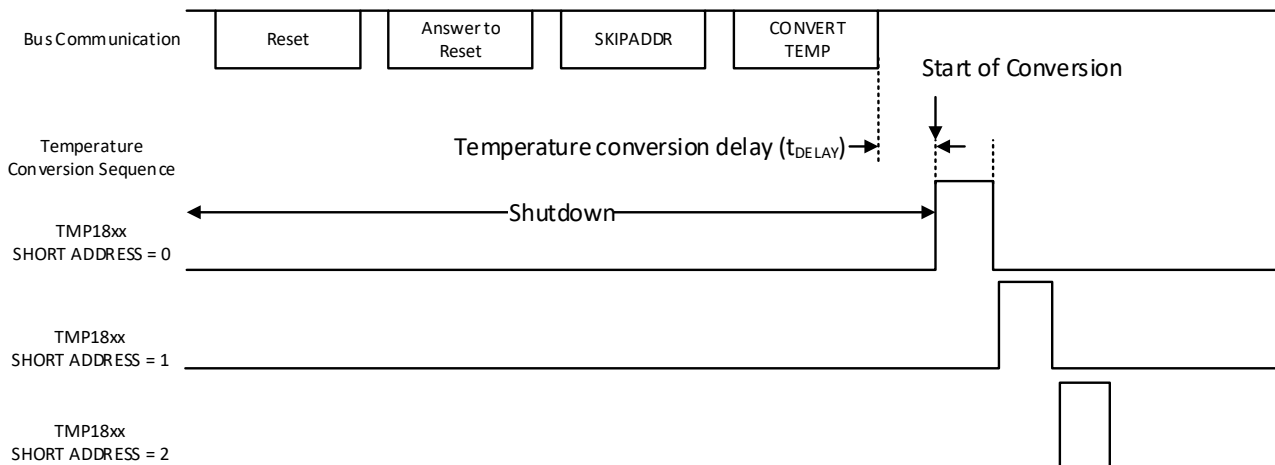 Bus Communication
Reset
Answer to
Reset
SKIPADDR
CONVERT
TEMP
Start of Conversion
Temperature
Conversion Sequence
Temperature conversion delay (tDELAY)
Shutdown
TMP18xx
SHORT ADDRESS = 0
TMP18xx
SHORT ADDRESS = 1
TMP18xx
SHORT ADDRESS = 2